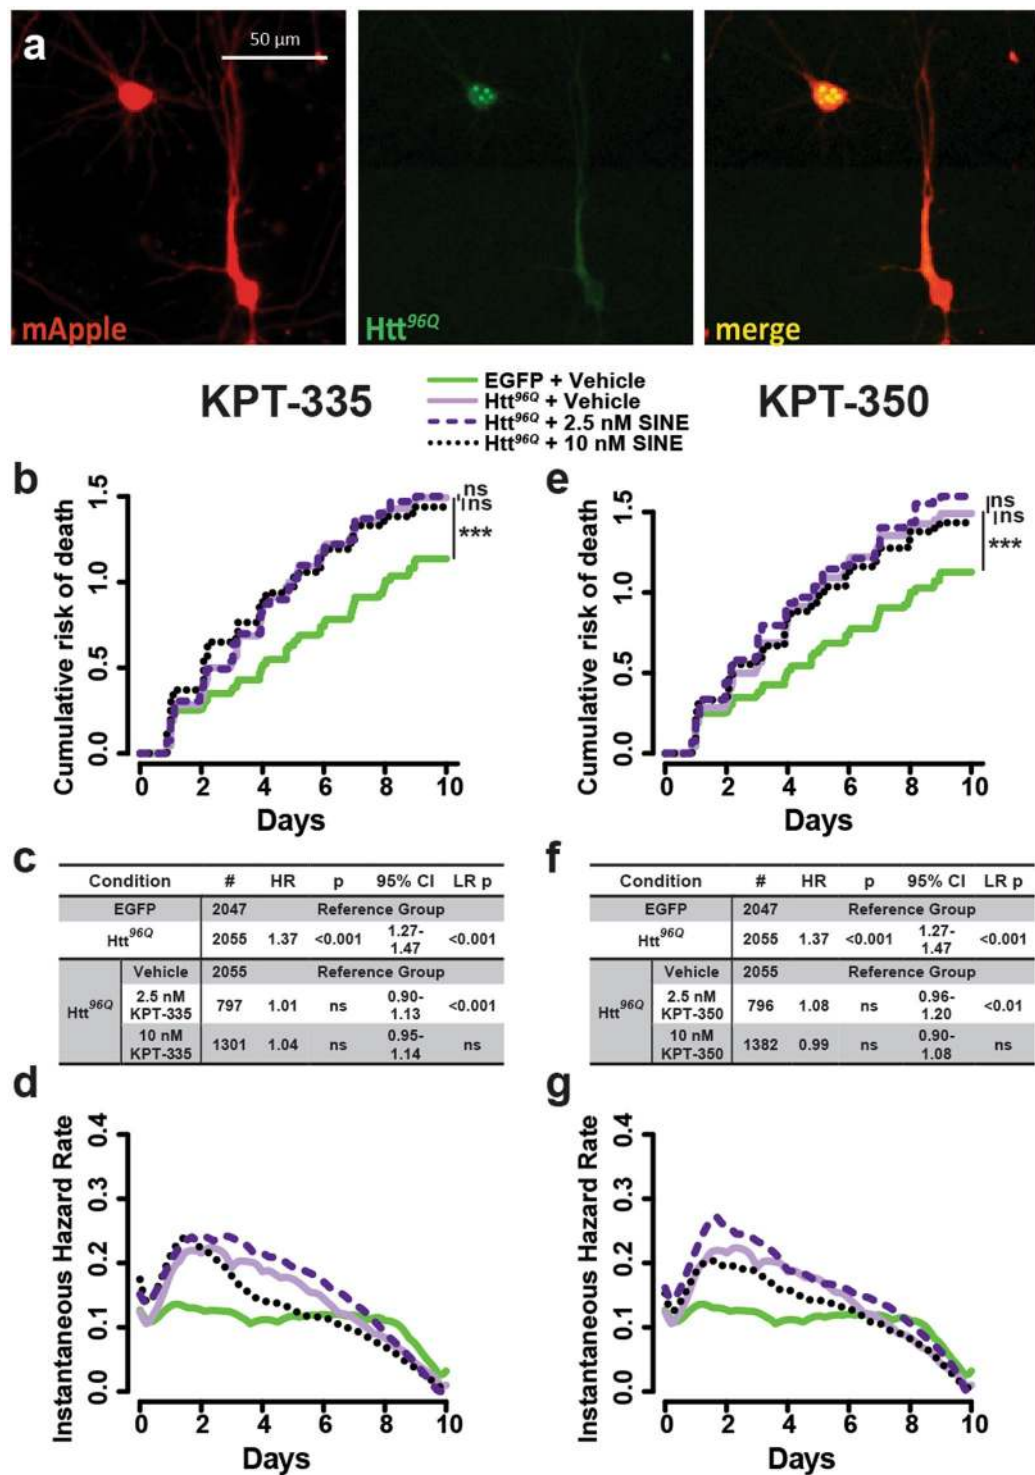 a
50 µm
mApple
Htt96Q
merge
KPT-335
EGFP + Vehicle
Htt96Q + Vehicle
Htt96Q + 2.5 nM SINE
Htt96Q + 10 nM SINE
KPT-350
b
Cumulative risk of death
1.5
1.0
0.5
0.0
ns
ns
***
0 2 4 6 8 10
Days
e
Cumulative risk of death
1.5
1.0
0.5
0.0
ns
ns
***
0 2 4 6 8 10
Days
c
Condition # HR p 95% CI LR p
EGFP 2047 Reference Group
Htt96Q 2055 1.37 <0.001 1.27-1.47 <0.001
Htt96Q
Vehicle 2055 Reference Group
2.5 nM KPT-335 797 1.01 ns 0.90-1.13 <0.001
10 nM KPT-335 1301 1.04 ns 0.95-1.14 ns
f
Condition # HR p 95% CI LR p
EGFP 2047 Reference Group
Htt96Q 2055 1.37 <0.001 1.27-1.47 <0.001
Htt96Q
Vehicle 2055 Reference Group
2.5 nM KPT-350 796 1.08 ns 0.96-1.20 <0.01
10 nM KPT-350 1382 0.99 ns 0.90-1.08 ns
d
Instantaneous Hazard Rate
0.4
0.3
0.2
0.1
0.0
0 2 4 6 8 10
Days
g
Instantaneous Hazard Rate
0.4
0.3
0.2
0.1
0.0
0 2 4 6 8 10
Days